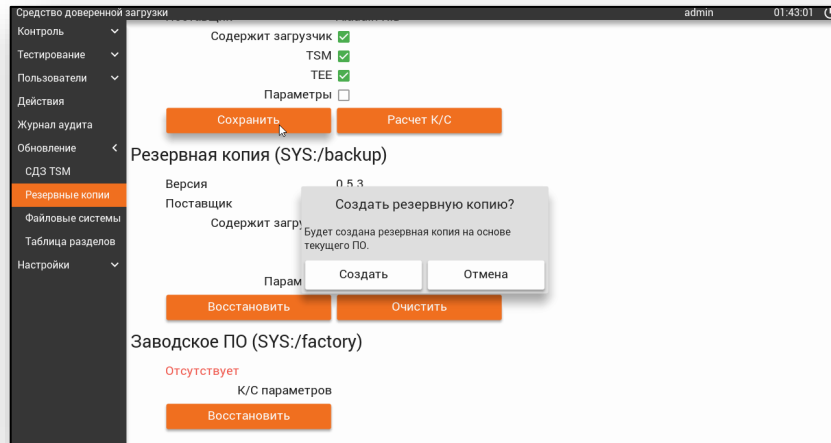 Средство доверенной загрузки admin 01:43:01
Контроль
Тестирование
Пользователи
Действия
Журнал аудита
Обновление
СДЗ TSM
Резервные копии
Файловые системы
Таблица разделов
Настройки
Содержит загрузчик
TSM
TEE
Параметры
Сохранить Расчет К/С
Резервная копия (SYS:/backup)
Версия 0.5.3
Поставщик
Содержит загру
Парам
Восстановить Очистить
Создать резервную копию?
Будет создана резервная копия на основе
текущего ПО.
Создать Отмена
Заводское ПО (SYS:/factory)
Отсутствует
К/С параметров
Восстановить